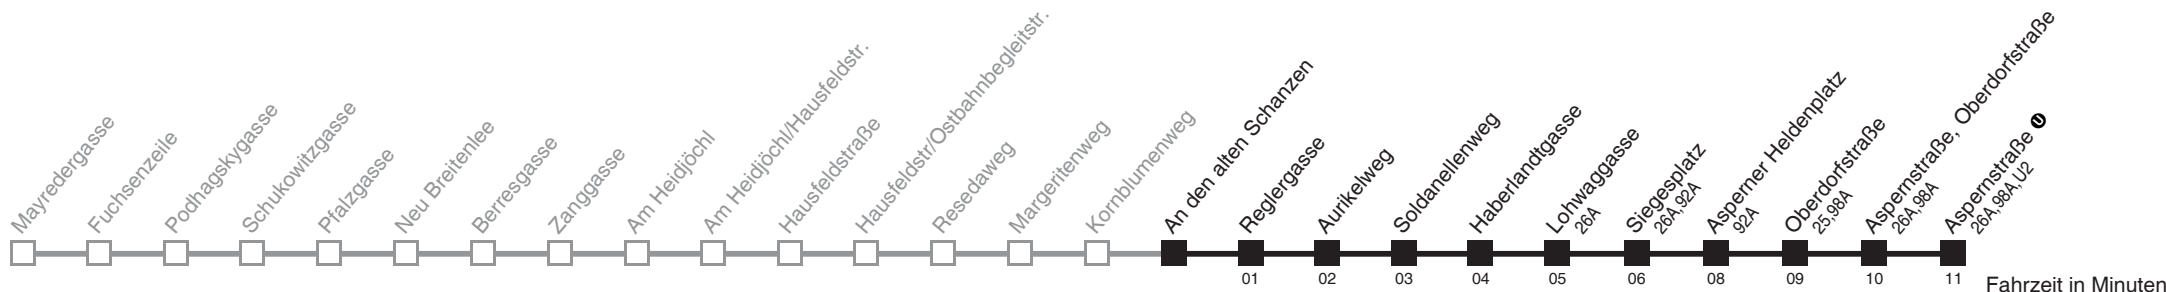 Mayredergasse
Fuchsenzeile
Podhagskygasse
Schukowitzgasse
Pfalzgasse
Neu Breitenlee
Berresgasse
Zanggasse
Am Heidjöchl
Am Heidjöchl/Hausfeldstr.
Hausfeldstraße
Hausfeldstr/Ostbahnbegleitstr.
Resedaweg
Margeritenweg
Kornblumenweg
An den alten Schanzen
Reglergasse
Aurikelweg
Soldanellenweg
Haberlandtgasse
Lohwaggasse
26A
Siegesplatz
26A,92A
Asperner Heldenplatz
92A
Oberdorfstraße
25,98A
Aspernstraße, Oberdorfstraße
26A,98A
Aspernstraße U
26A,98A,U2
01 02 03 04 05 06 08 09 10 11
Fahrzeit in Minuten